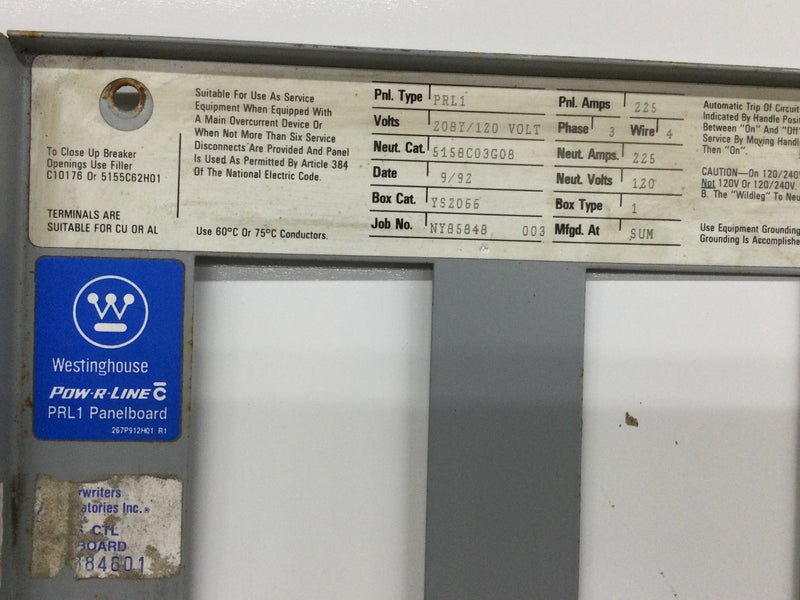 To Close Up Breaker
Openings Use Filler
C10176 Or 5155C62H01
TERMINALS ARE
SUITABLE FOR CU OR AL
Suitable For Use As Service
Equipment When Equipped With
A Main Overcurrent Device Or
When Not More Than Six Service
Disconnects Are Provided And Panel
Is Used As Permitted By Article 384
Of The National Electric Code.
Use 60°C Or 75°C Conductors.
Pnl. Type PRL1
Volts 208Y/120 VOLT
Neut. Cat. 5158C03G08
Date 9/92
Box Cat. YS2066
Job No. NY85848 003
Pnl. Amps 225
Phase 3 Wire 4
Neut. Amps. 225
Neut. Volts 120
Box Type 1
Mfgd. At SUM
Automatic Trip Of Circuit
Indicated By Handle Posi
Between "On" And "Off
Service By Moving Handl
Then "On".
CAUTION—On 120/240V
Not 120V Or 120/240V
B. The "Wildleg" To Neu
Use Equipment Grounding
Grounding Is Accomplishe
Westinghouse
POW-R-LINE C
PRL1 Panelboard
267P912H01 R1
rwriters
atories Inc.®
CTL
BOARD
184601